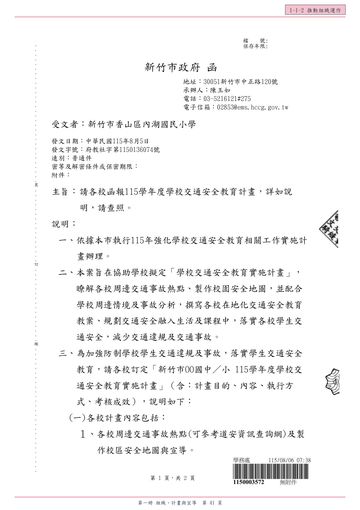 1-1-2 推動組織運作
檔　　號：
保存年限：
新竹市政府　函
地址：30051新竹市中正路120號
承辦人：陳玉如
電話：03-5216121#275
電子信箱：02853@ems.hccg.gov.tw
受文者：新竹市香山區內湖國民小學
發文日期：中華民國115年8月5日
發文字號：府教社字第1150136074號
速別：普通件
密等及解密條件或保密期限：
附件：
主旨：請各校函報115學年度學校交通安全教育計畫，詳如說
明，請查照。
說明：
一、依據本市執行115年強化學校交通安全教育相關工作實施計
畫辦理。
二、本案旨在協助學校擬定「學校交通安全教育實施計畫」，
瞭解各校周邊交通事故熱點、製作校園安全地圖，並配合
學校周邊情境及事故分析，撰寫各校在地化交通安全教育
教案，規劃交通安全融入生活及課程中，落實各校學生交
通安全，減少交通違規及交通事故。
三、為加強防制學校學生交通違規及事故，落實學生交通安全
教育，請各校訂定「新竹市OO國中／小 115學年度學校交
通安全教育實施計畫」（含：計畫目的、內容、執行方
式、考核成效），說明如下：
(一)各校計畫內容包括：
1、各校周邊交通事故熱點(可參考道安資訊查詢網)及製
作校區安全地圖與宣導。
第 1 頁，共 2 頁
學務處　115/08/06 07:38
1150003572　無附件
第一時 組織、計畫與宣導　第 81 頁